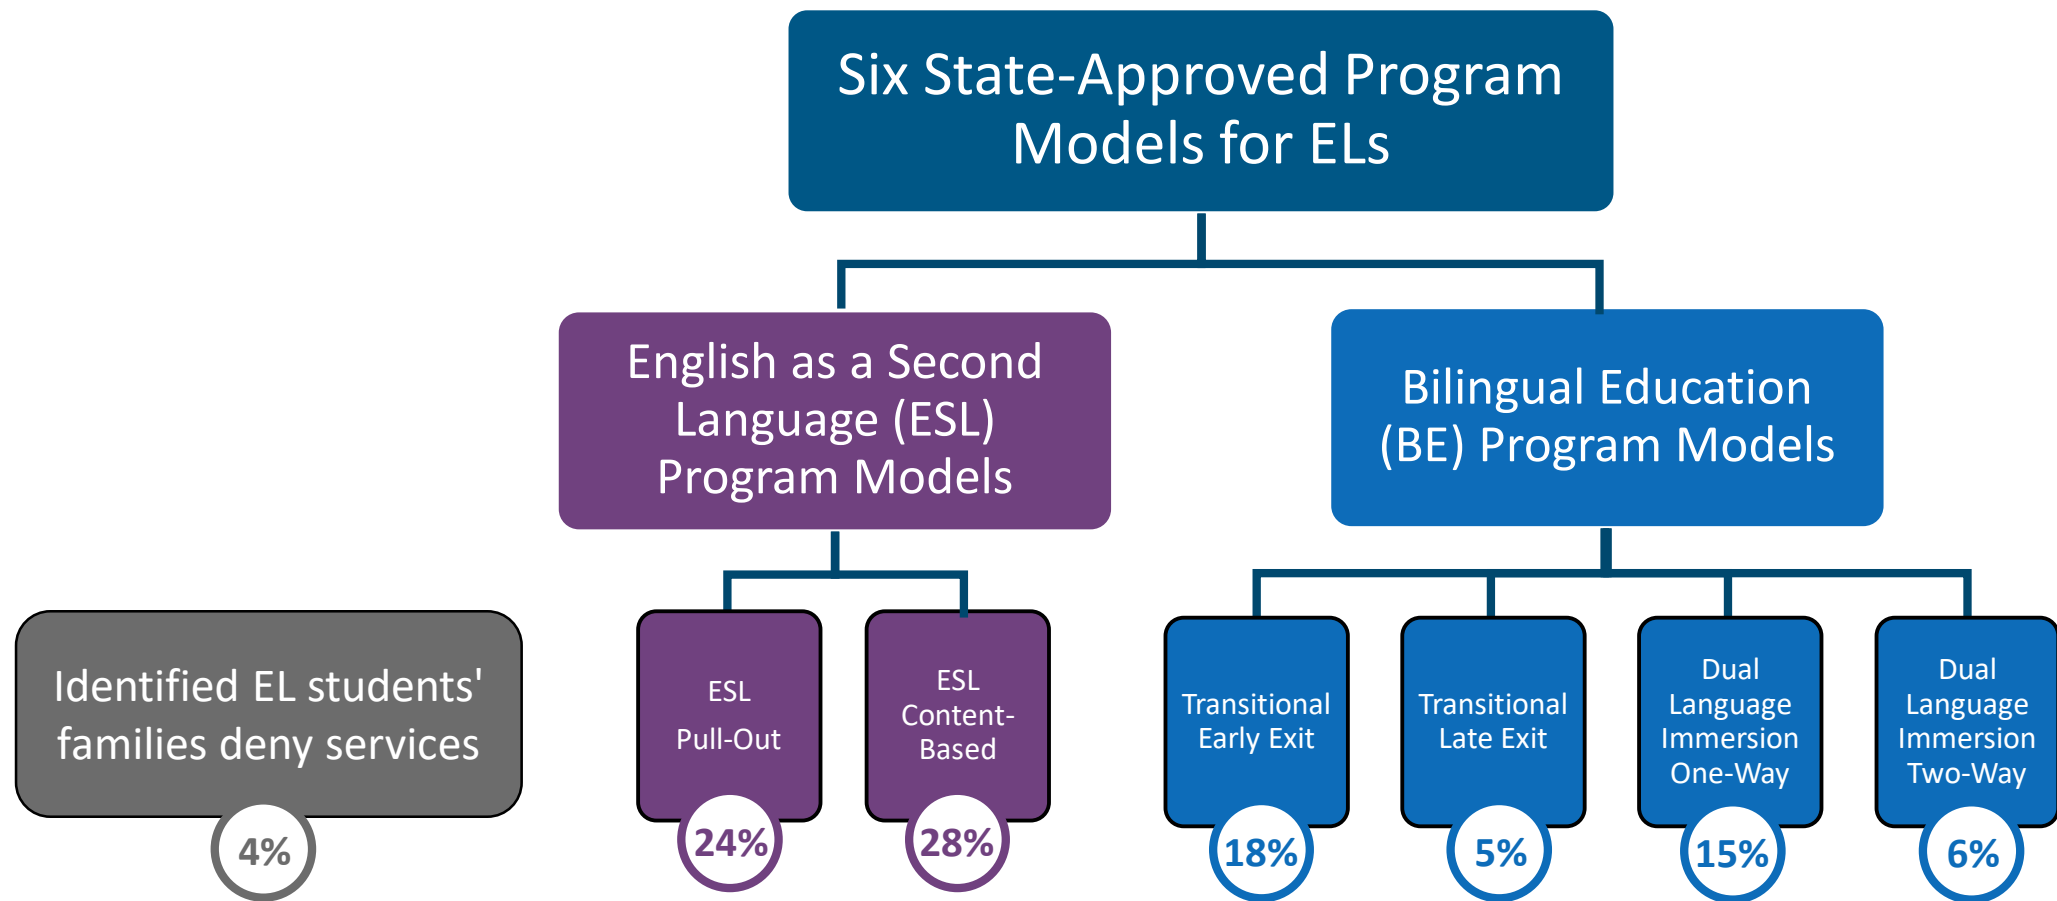 Six State-Approved Program
Models for ELs
English as a Second
Language (ESL)
Program Models
Bilingual Education
(BE) Program Models
Identified EL students'
families deny services
4%
ESL
Pull-Out
24%
ESL
Content-
Based
28%
Transitional
Early Exit
18%
Transitional
Late Exit
5%
Dual
Language
Immersion
One-Way
15%
Dual
Language
Immersion
Two-Way
6%